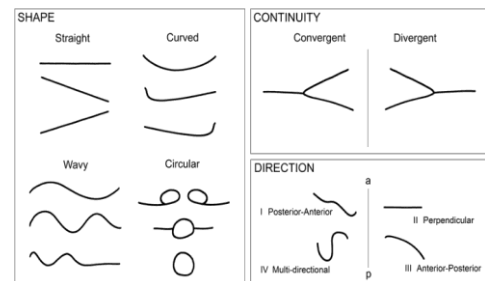 SHAPE
Straight Curved
Wavy Circular
CONTINUITY
Convergent Divergent
DIRECTION
a
I Posterior-Anterior
II Perpendicular
IV Multi-directional
III Anterior-Posterior
p